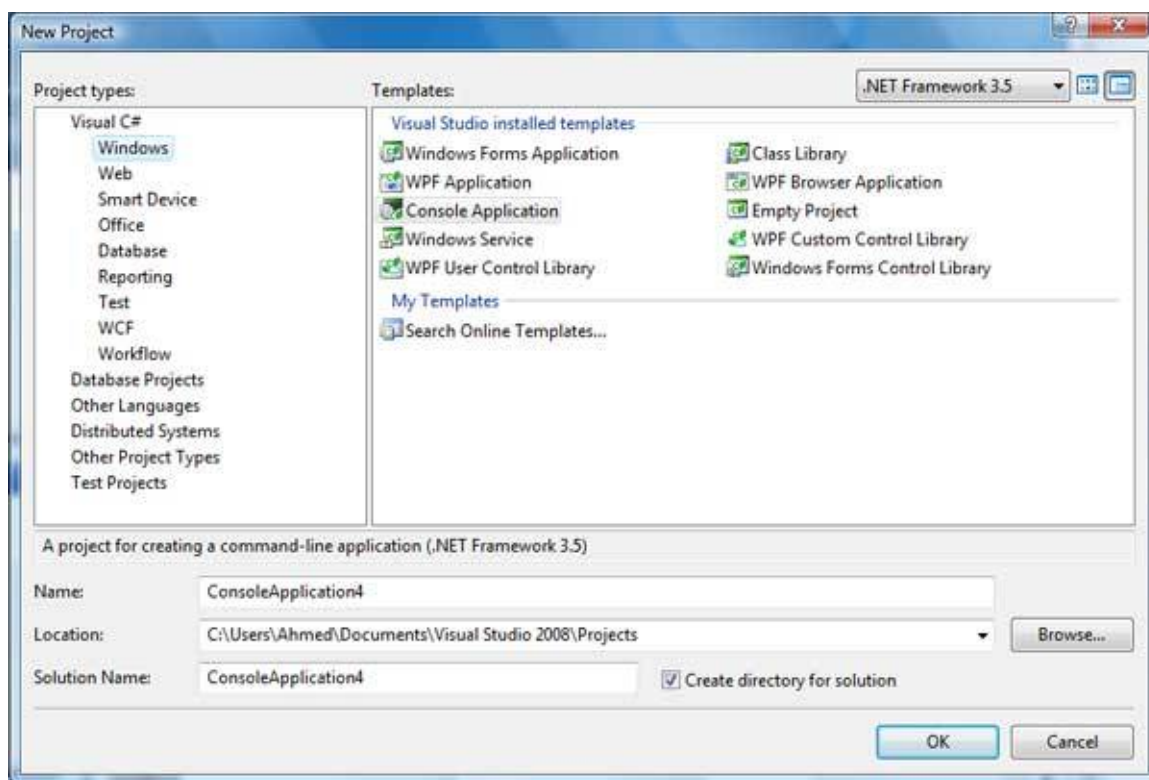 New Project
Project types:
Templates:
.NET Framework 3.5
Visual C#
Windows
Web
Smart Device
Office
Database
Reporting
Test
WCF
Workflow
Database Projects
Other Languages
Distributed Systems
Other Project Types
Test Projects
Visual Studio installed templates
Windows Forms Application
WPF Application
Console Application
Windows Service
WPF User Control Library
Class Library
WPF Browser Application
Empty Project
WPF Custom Control Library
Windows Forms Control Library
My Templates
Search Online Templates...
A project for creating a command-line application (.NET Framework 3.5)
Name:
ConsoleApplication4
Location:
C:\Users\Ahmed\Documents\Visual Studio 2008\Projects
Browse...
Solution Name:
ConsoleApplication4
Create directory for solution
OK
Cancel